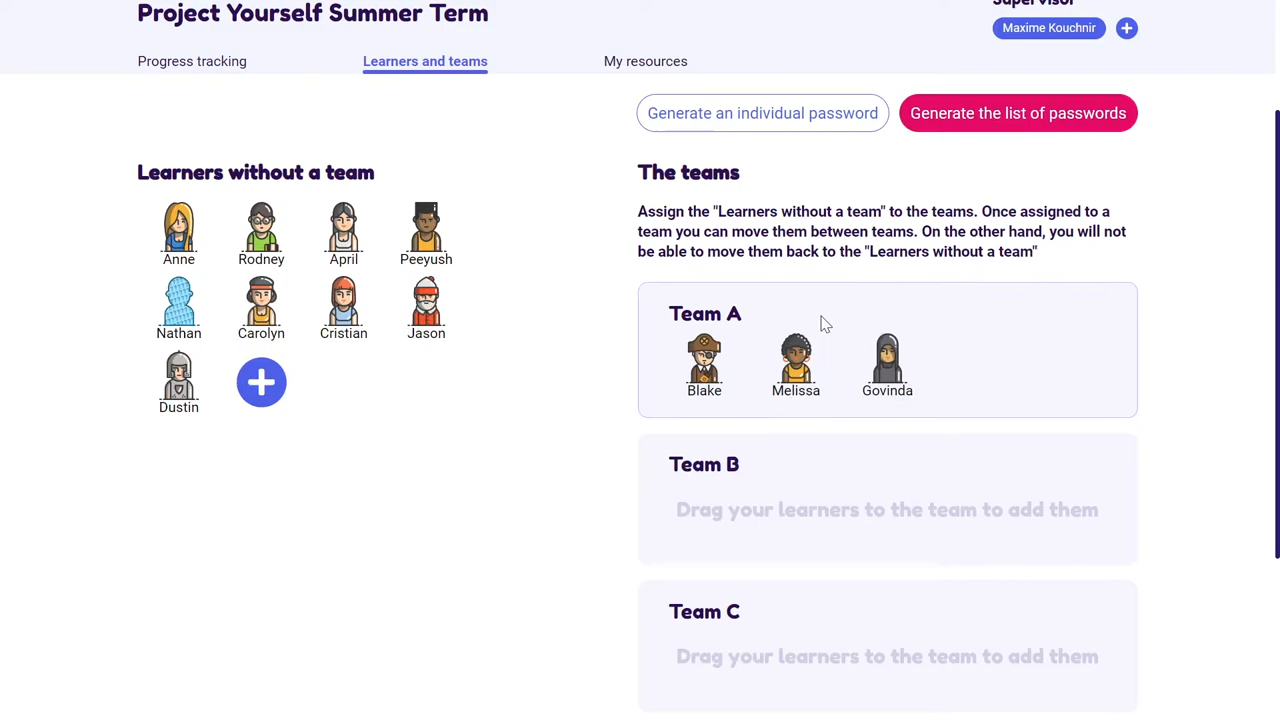 Project Yourself Summer Term
Supervisor
Maxime Kouchnir
Progress tracking
Learners and teams
My resources
Generate an individual password
Generate the list of passwords
Learners without a team
Anne
Rodney
April
Peeyush
Nathan
Carolyn
Cristian
Jason
Dustin
The teams
Assign the "Learners without a team" to the teams. Once assigned to a
team you can move them between teams. On the other hand, you will not
be able to move them back to the "Learners without a team"
Team A
Blake
Melissa
Govinda
Team B
Drag your learners to the team to add them
Team C
Drag your learners to the team to add them